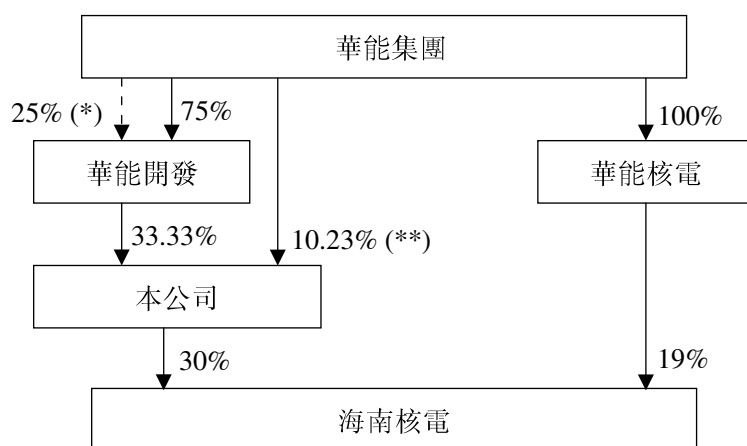 華能集團
25% (*)
75%
100%
華能開發
華能核電
33.33%
10.23% (**)
本公司
30%
19%
海南核電